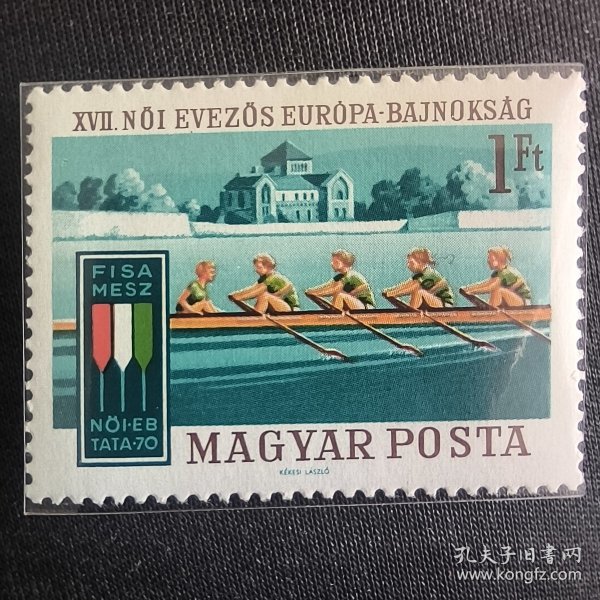 XVII. NŐI EVEZŐS EURÓPA-BAJNOKSÁG
1Ft
FISA
MESZ
NŐI·EB
TATA·70
MAGYAR POSTA
KÉKESI LÁSZLÓ
孔夫子旧书网
www.kongfz.com